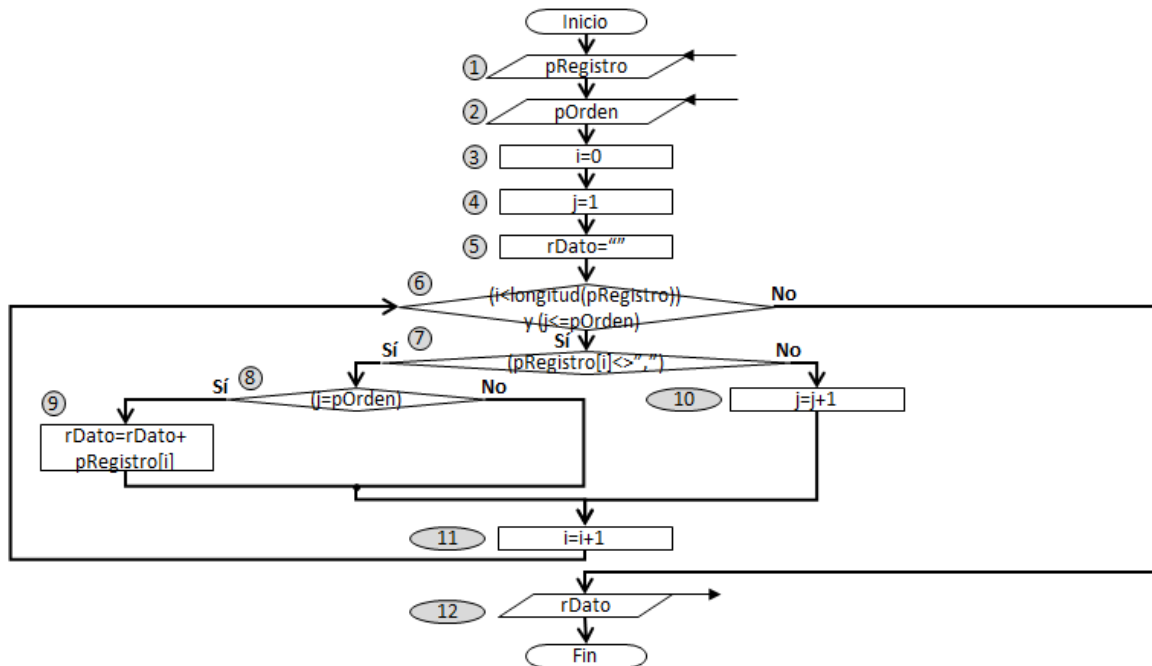 Inicio
1 pRegistro
2 pOrden
3 i=0
4 j=1
5 rDato=“”
6 (i<longitud(pRegistro)) No
y (j<=pOrden)
7 Sí
Sí (pRegistro[i]<>”,”) No
8
Sí (j=pOrden) No
10 j=j+1
9
rDato=rDato+
pRegistro[i]
11 i=i+1
12 rDato
Fin